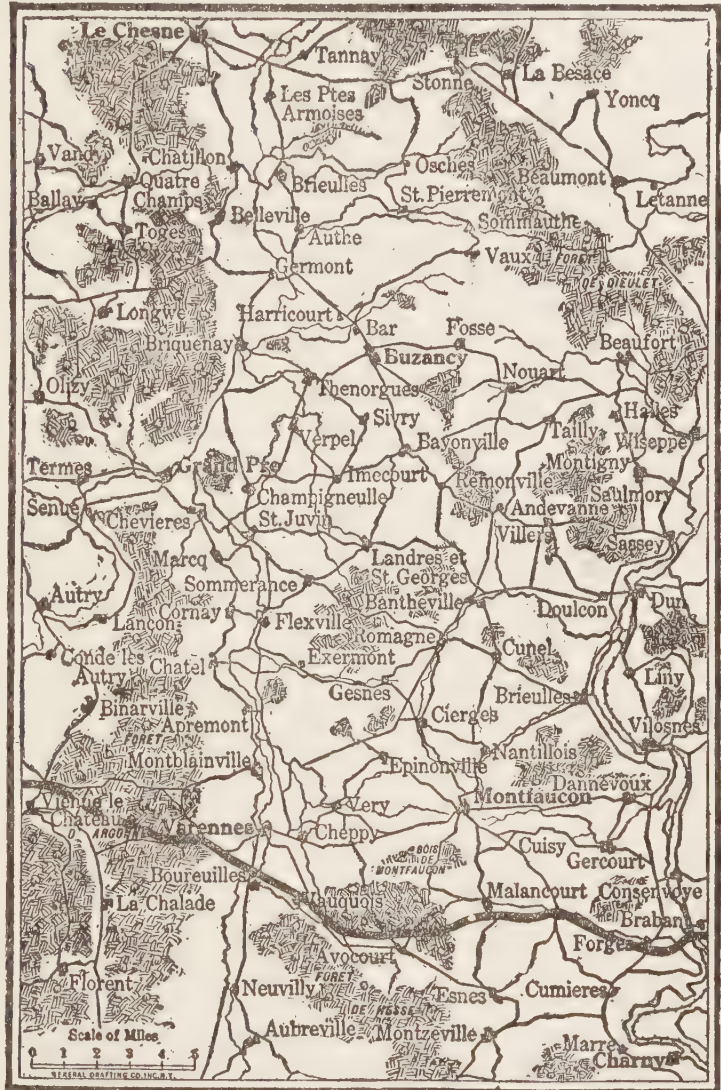 Le Chesne
Tannay
Stonne
La Besace
Les Ptes
Armoises
Yoncq
Chatillon
Osches
Quatre
Champs
Brieulles
Beaumont
Ballay
Belleville
St. Pierremont
Letanne
Toges
Authe
Sommauthe
Vaux
FORET
DE DIEULET
Germont
Longwe
Harricourt
Bar
Fosse
Briquenay
Buzancy
Beaufort
Thenorgues
Nouart
Olizy
Sivry
Halles
Verpel
Bayonville
Tailly
Wiseppe
Termes
Grand Pre
Imecourt
Montigny
Champigneulle
Remonville
Saulmory
Senuc
Chevieres
St. Juvin
Andevanne
Villers
Marcq
Landres et
St. Georges
Sassey
Sommerance
Autry
Bantheville
Doulcon
Dun
Lancon
Cornay
Flexville
Romagne
Conde les
Autry
Chatel
Exermont
Cunel
Liny
Gesnes
Brieulles
Binarville
Apremont
Cierges
Vilosnes
FORET
Montblainville
Epinonville
Nantillois
Dannevoux
Vienne le
Chateau
D'ARGONNE
Varennes
Very
Montfaucon
Cheppy
Cuisy
Gercourt
BOIS
DE
MONTFAUCON
Boureuilles
Vauquois
Malancourt
Consenvoye
La Chalade
Braban
Avocourt
Forges
Florent
FORET
DE HESSE
Neuvilly
Esnes
Cumieres
Aubreville
Montzeville
Marre
Charny
Scale of Miles
0 1 2 3 4 5
GENERAL DRAFTING CO. INC. N.Y.